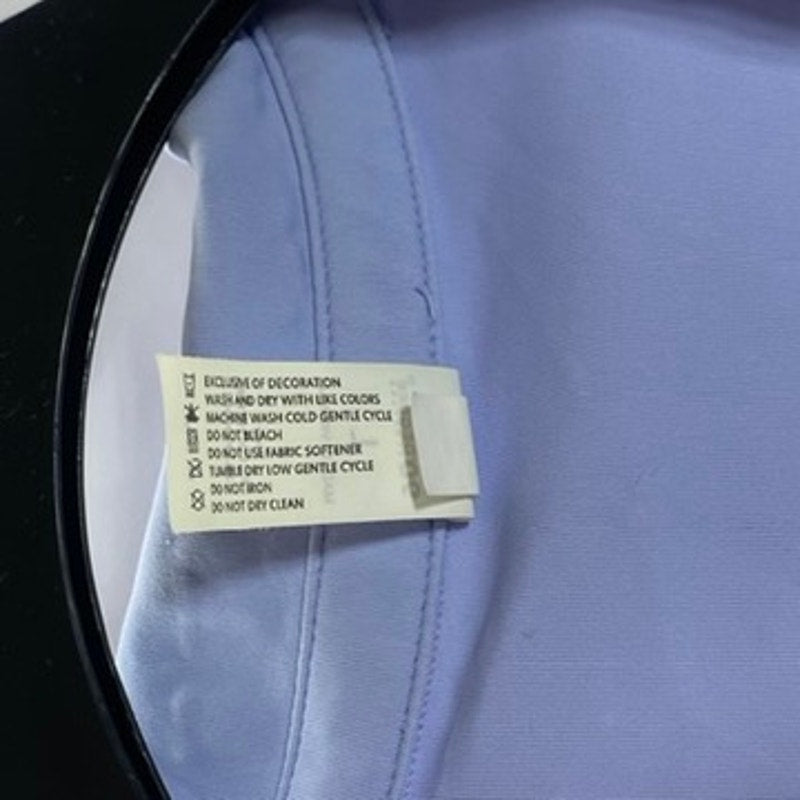 EXCLUSIVE OF DECORATION
WASH AND DRY WITH LIKE COLORS
MACHINE WASH COLD GENTLE CYCLE
DO NOT BLEACH
DO NOT USE FABRIC SOFTENER
TUMBLE DRY LOW GENTLE CYCLE
DO NOT IRON
DO NOT DRY CLEAN